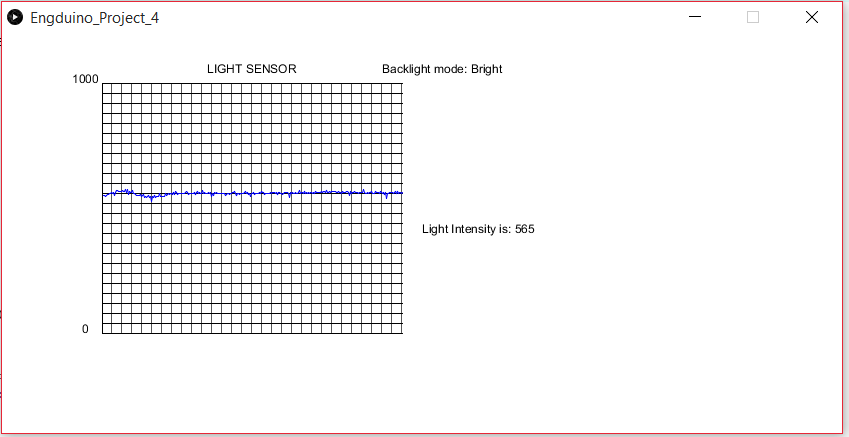 Engduino_Project_4
LIGHT SENSOR
Backlight mode: Bright
1000
Light Intensity is: 565
0